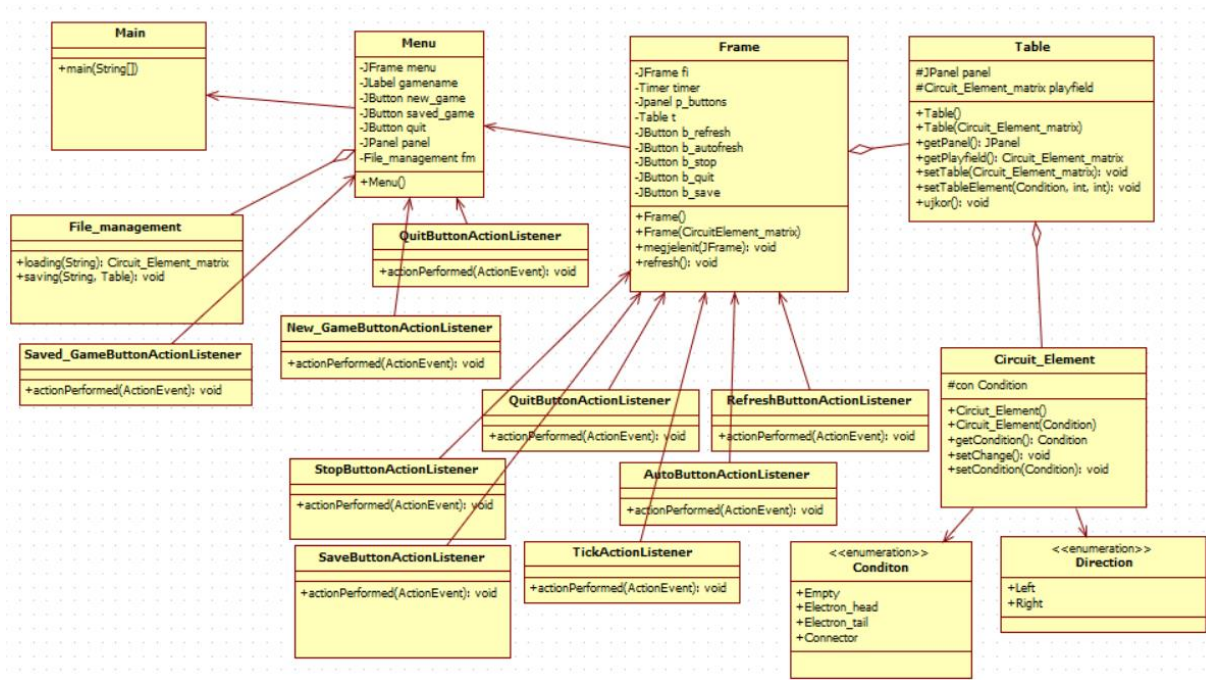 Main
+main(String[])
Menu
-JFrame menu
-JLabel gamename
-JButton new_game
-JButton saved_game
-JButton quit
-JPanel panel
-File_management fm
+Menu()
Frame
-JFrame fi
-Timer timer
-Jpanel p_buttons
-Table t
-JButton b_refresh
-JButton b_autofresh
-JButton b_stop
-JButton b_quit
-JButton b_save
+Frame()
+Frame(CircuitElement_matrix)
+megjelenit(JFrame): void
+refresh(): void
Table
#JPanel panel
#Circuit_Element_matrix playfield
+Table()
+Table(Circuit_Element_matrix)
+getPanel(): JPanel
+getPlayfield(): Circuit_Element_matrix
+setTable(Circuit_Element_matrix): void
+setTableElement(Condition, int, int): void
+ujkor(): void
File_management
+loading(String): Circuit_Element_matrix
+saving(String, Table): void
QuitButtonActionListener
+actionPerformed(ActionEvent): void
New_GameButtonActionListener
+actionPerformed(ActionEvent): void
Saved_GameButtonActionListener
+actionPerformed(ActionEvent): void
Circuit_Element
#con Condition
+Circiut_Element()
+Circuit_Element(Condition)
+getCondition(): Condition
+setChange(): void
+setCondition(Condition): void
QuitButtonActionListener
+actionPerformed(ActionEvent): void
RefreshButtonActionListener
+actionPerformed(ActionEvent): void
StopButtonActionListener
+actionPerformed(ActionEvent): void
AutoButtonActionListener
+actionPerformed(ActionEvent): void
SaveButtonActionListener
+actionPerformed(ActionEvent): void
TickActionListener
+actionPerformed(ActionEvent): void
<<enumeration>>
Conditon
+Empty
+Electron_head
+Electron_tail
+Connector
<<enumeration>>
Direction
+Left
+Right